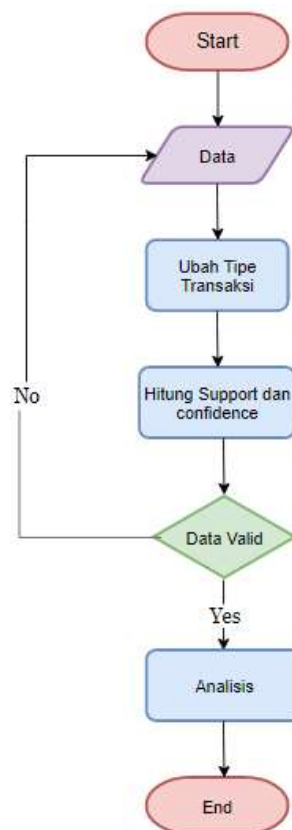 Start
Data
Ubah Tipe
Transaksi
Hitung Support dan
confidence
No
Data Valid
Yes
Analisis
End